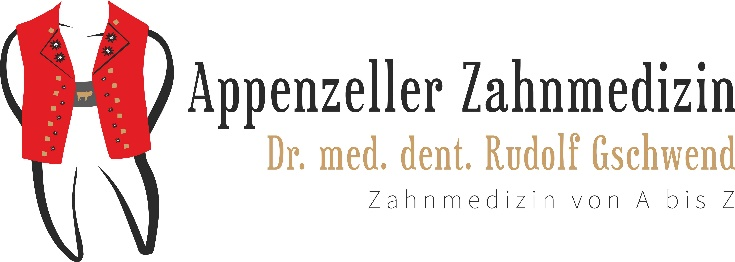 Appenzeller Zahnmedizin
Dr. med. dent. Rudolf Gschwend
Zahnmedizin von A bis Z